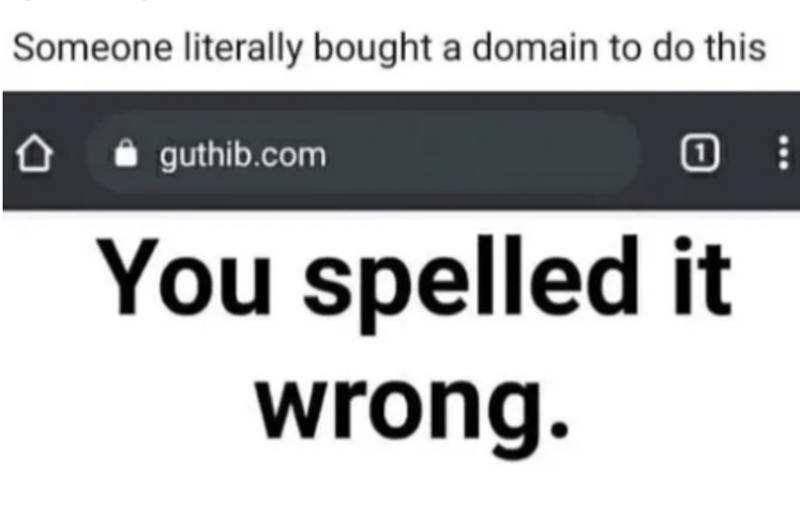 Someone literally bought a domain to do this
guthib.com
1
You spelled it
wrong.